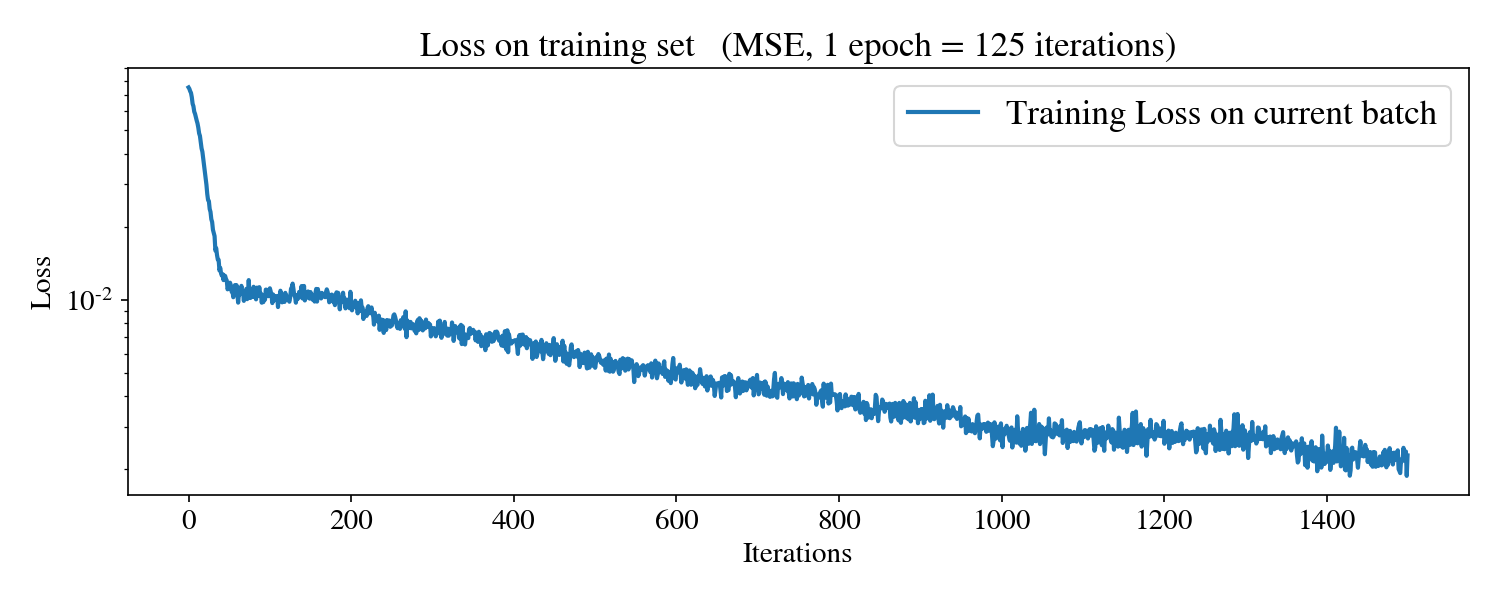 Loss on training set   (MSE, 1 epoch = 125 iterations)
Training Loss on current batch
Loss
10⁻²
0 200 400 600 800 1000 1200 1400
Iterations